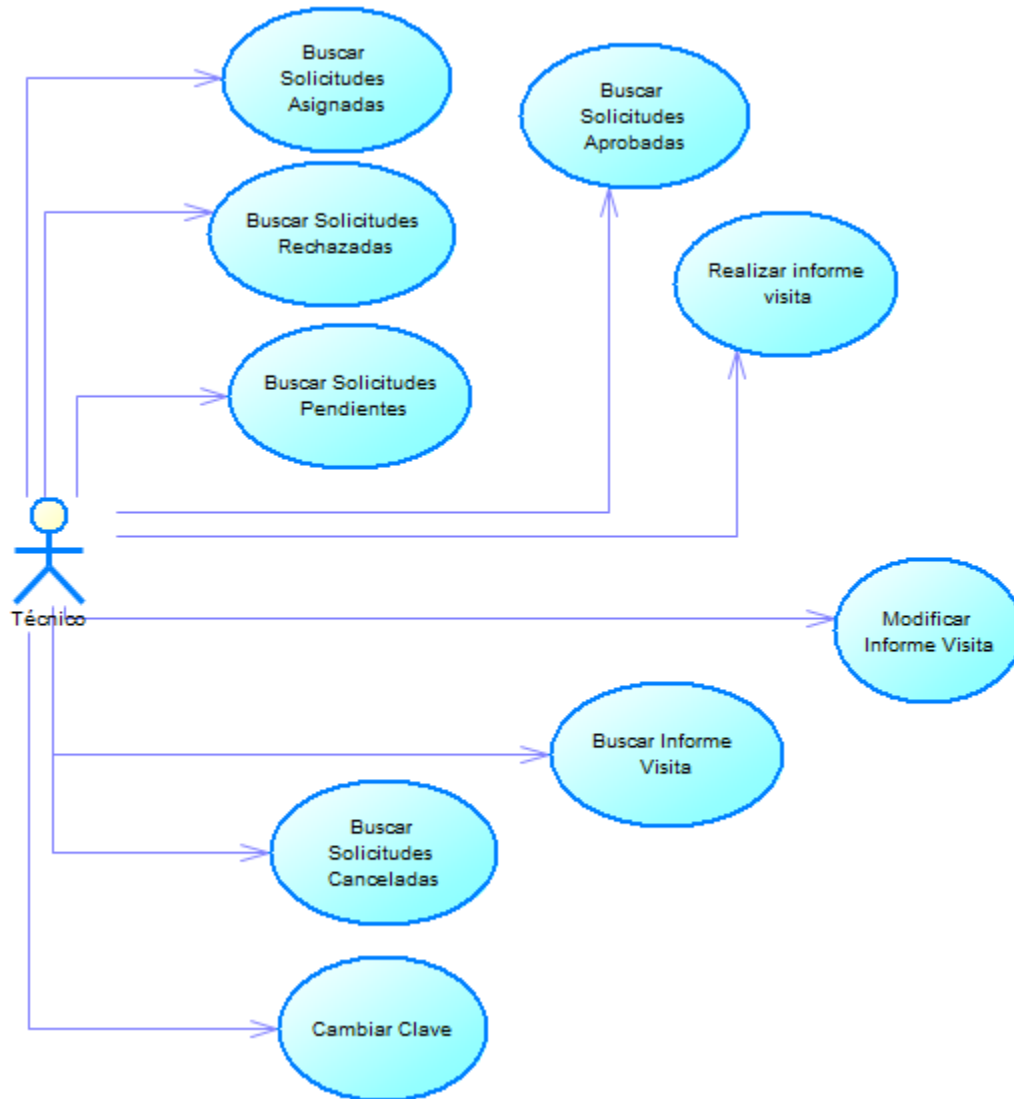 Buscar
Solicitudes
Asignadas
Buscar
Solicitudes
Aprobadas
Buscar Solicitudes
Rechazadas
Realizar informe
visita
Buscar Solicitudes
Pendientes
Técnico
Modificar
Informe Visita
Buscar Informe
Visita
Buscar
Solicitudes
Canceladas
Cambiar Clave